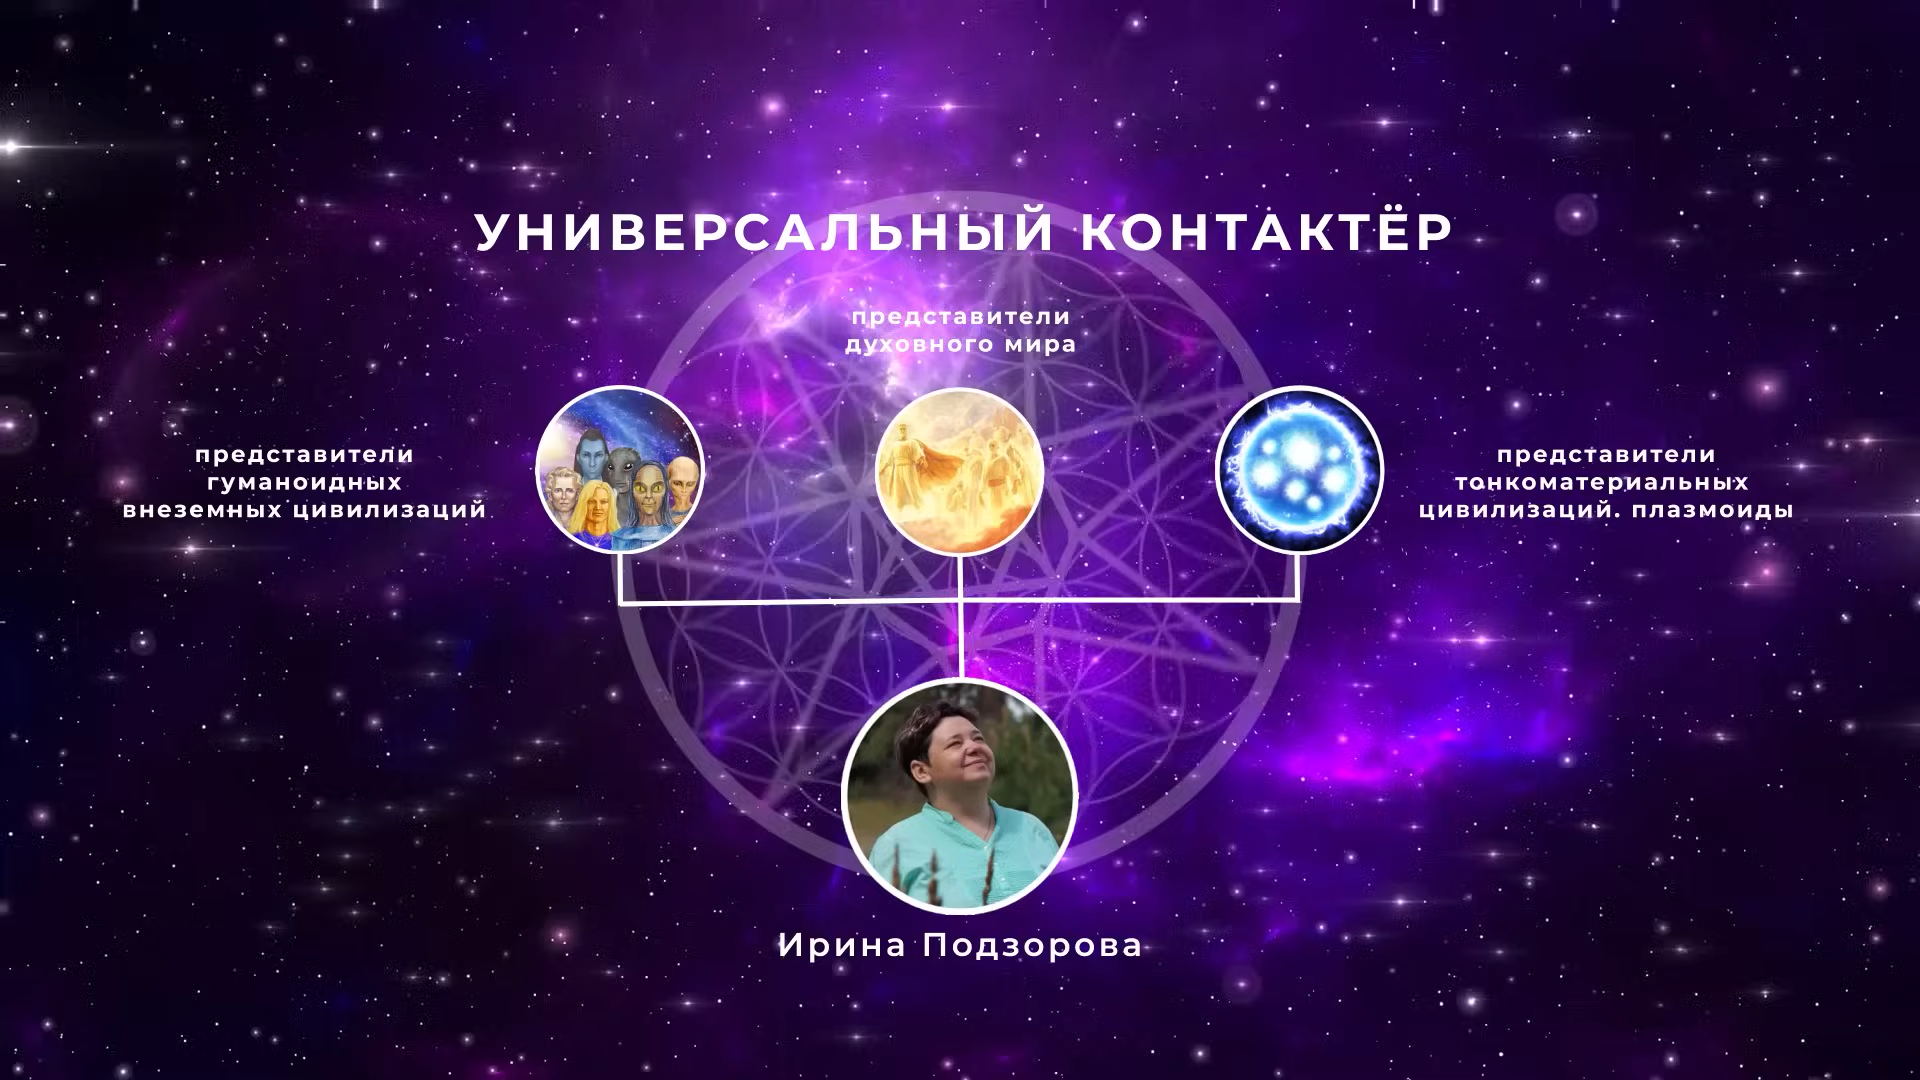 УНИВЕРСАЛЬНЫЙ КОНТАКТЁР
представители
духовного мира
представители
гуманоидных
внеземных цивилизаций
представители
тонкоматериальных
цивилизаций. плазмоиды
Ирина Подзорова